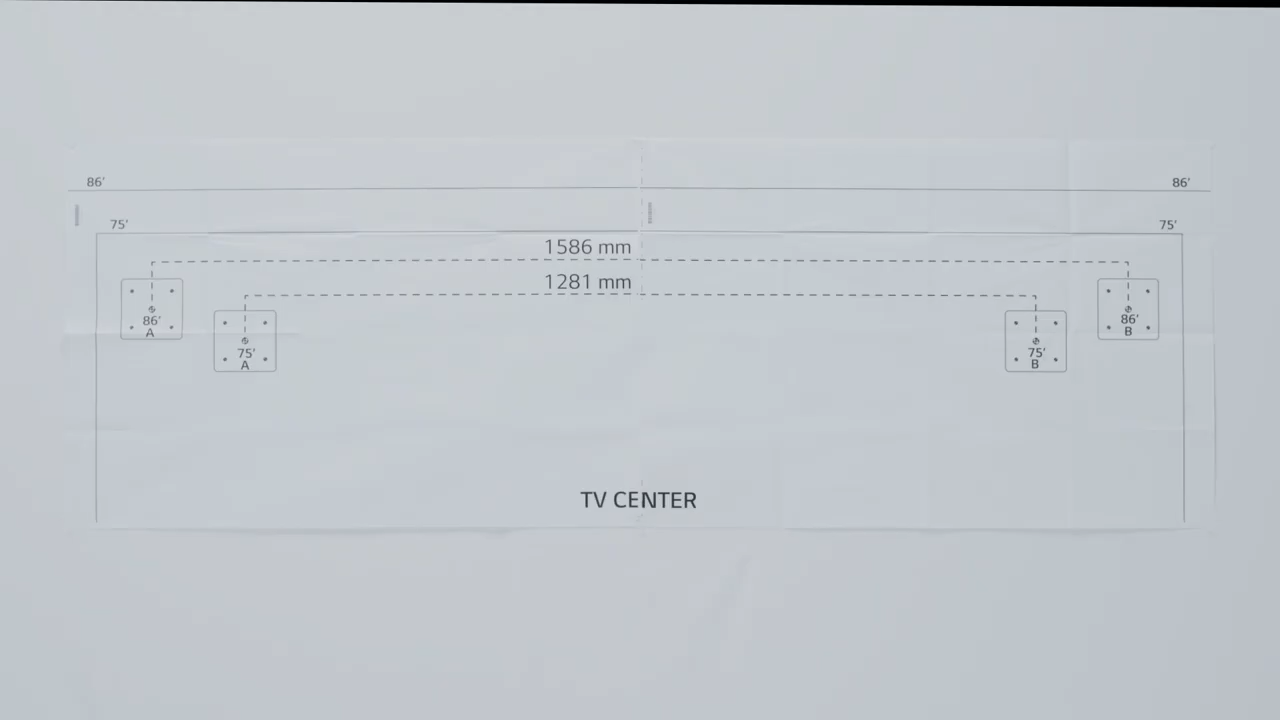 86’ 86’
75’ 75’
1586 mm
1281 mm
86’ 86’
A B
75’ 75’
A B
TV CENTER